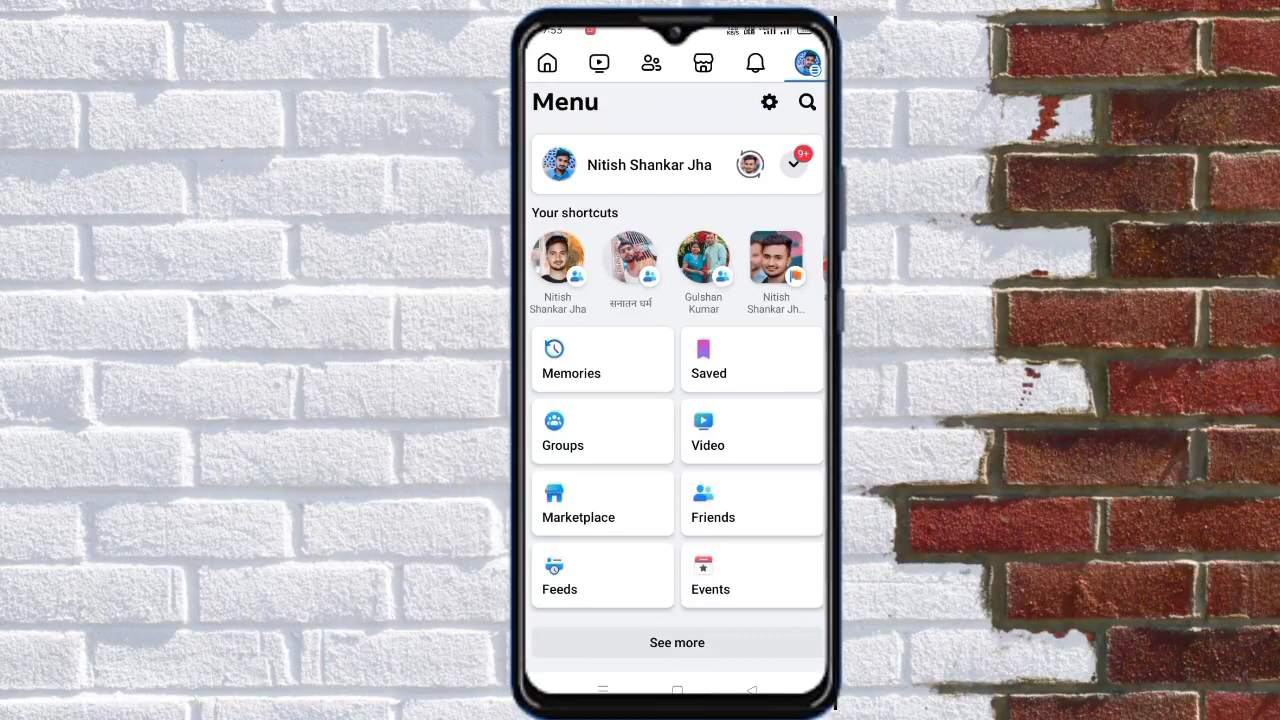 Menu
Nitish Shankar Jha
9+
Your shortcuts
Nitish
Shankar Jha
सनातन धर्म
Gulshan
Kumar
Nitish
Shankar Jh...
Memories
Saved
Groups
Video
Marketplace
Friends
Feeds
Events
See more